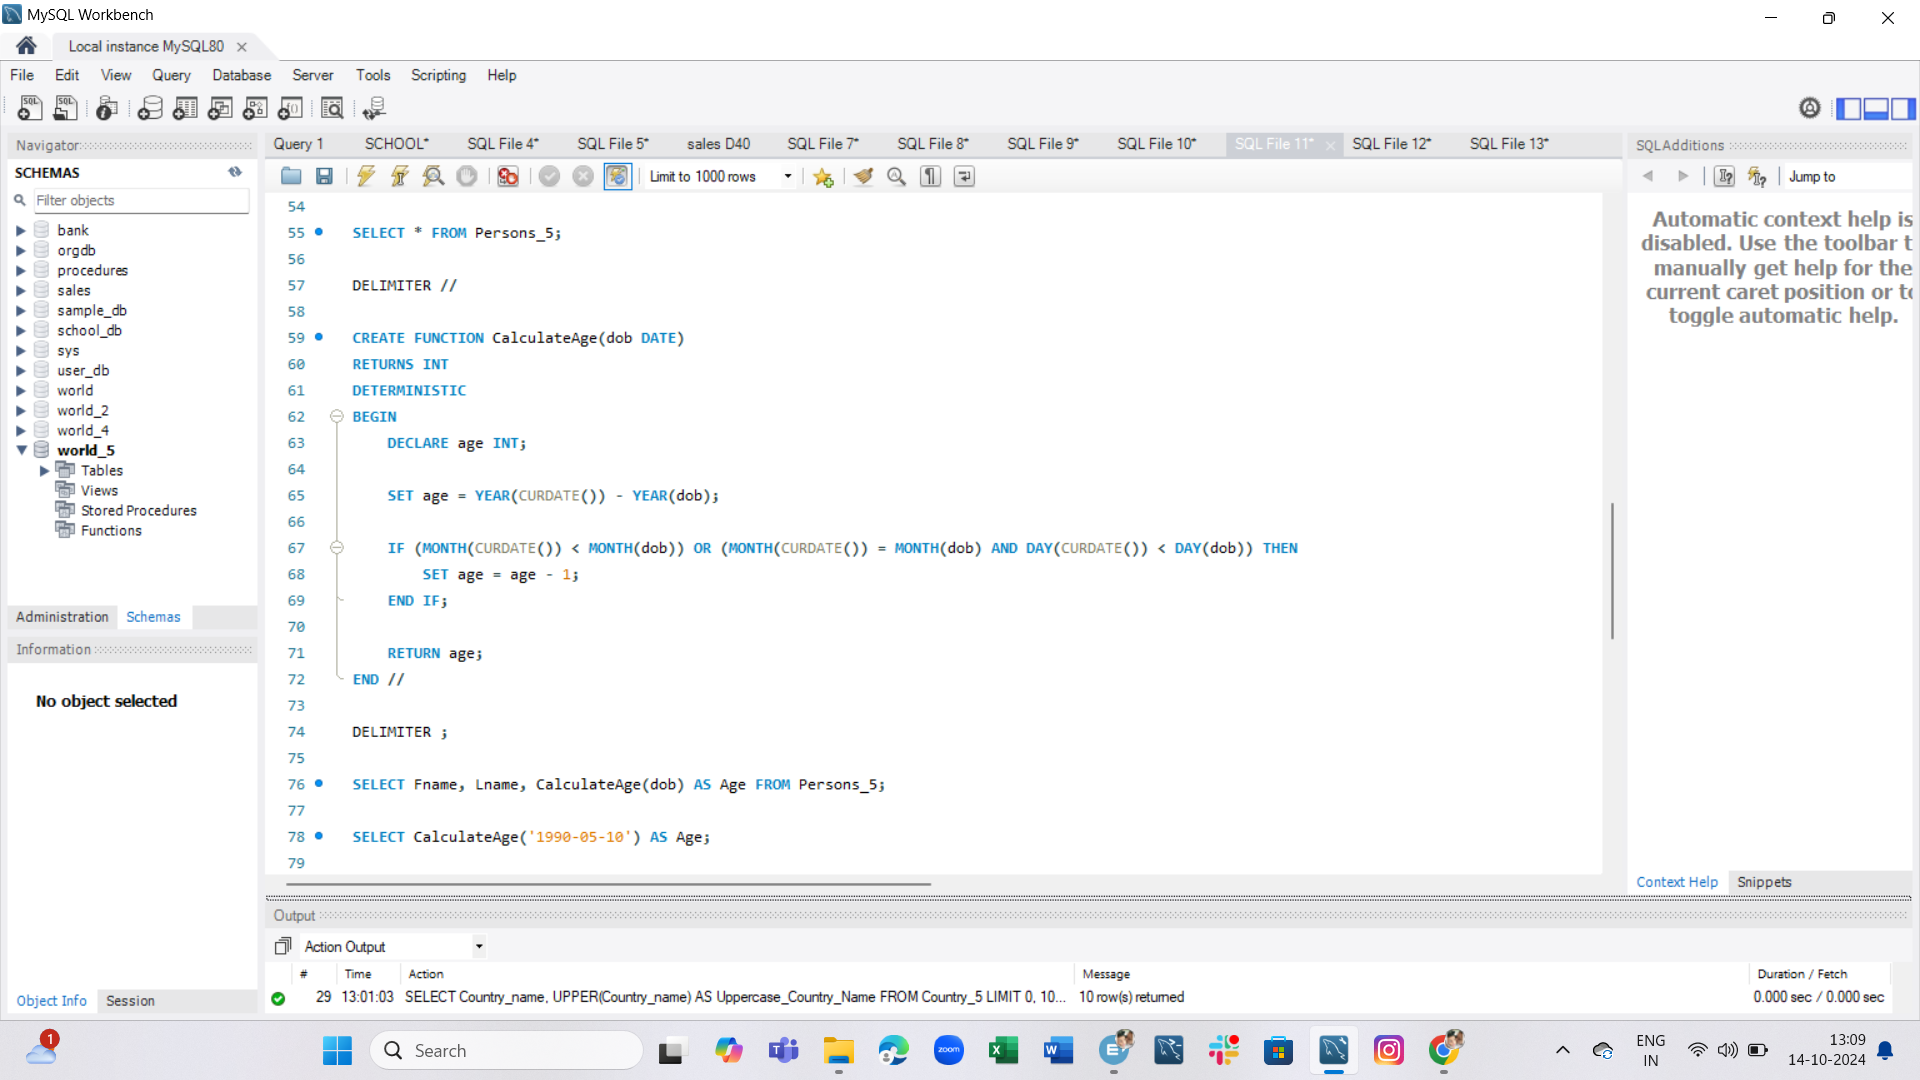 MySQL Workbench
Local instance MySQL80
File Edit View Query Database Server Tools Scripting Help
Navigator
SCHEMAS
Filter objects
bank
orgdb
procedures
sales
sample_db
school_db
sys
user_db
world
world_2
world_4
world_5
Tables
Views
Stored Procedures
Functions
Administration Schemas
Information
No object selected
Object Info Session
Query 1 SCHOOL* SQL File 4* SQL File 5* sales D40 SQL File 7* SQL File 8* SQL File 9* SQL File 10* SQL File 11* SQL File 12* SQL File 13*
Limit to 1000 rows
54
55 SELECT * FROM Persons_5;
56
57 DELIMITER //
58
59 CREATE FUNCTION CalculateAge(dob DATE)
60 RETURNS INT
61 DETERMINISTIC
62 BEGIN
63 DECLARE age INT;
64
65 SET age = YEAR(CURDATE()) - YEAR(dob);
66
67 IF (MONTH(CURDATE()) < MONTH(dob)) OR (MONTH(CURDATE()) = MONTH(dob) AND DAY(CURDATE()) < DAY(dob)) THEN
68 SET age = age - 1;
69 END IF;
70
71 RETURN age;
72 END //
73
74 DELIMITER ;
75
76 SELECT Fname, Lname, CalculateAge(dob) AS Age FROM Persons_5;
77
78 SELECT CalculateAge('1990-05-10') AS Age;
79
SQLAdditions
Jump to
Automatic context help is
disabled. Use the toolbar t
manually get help for the
current caret position or to
toggle automatic help.
Context Help Snippets
Output
Action Output
# Time Action Message Duration / Fetch
29 13:01:03 SELECT Country_name, UPPER(Country_name) AS Uppercase_Country_Name FROM Country_5 LIMIT 0, 10... 10 row(s) returned 0.000 sec / 0.000 sec
1
Search
zoom
ENG
IN
13:09
14-10-2024